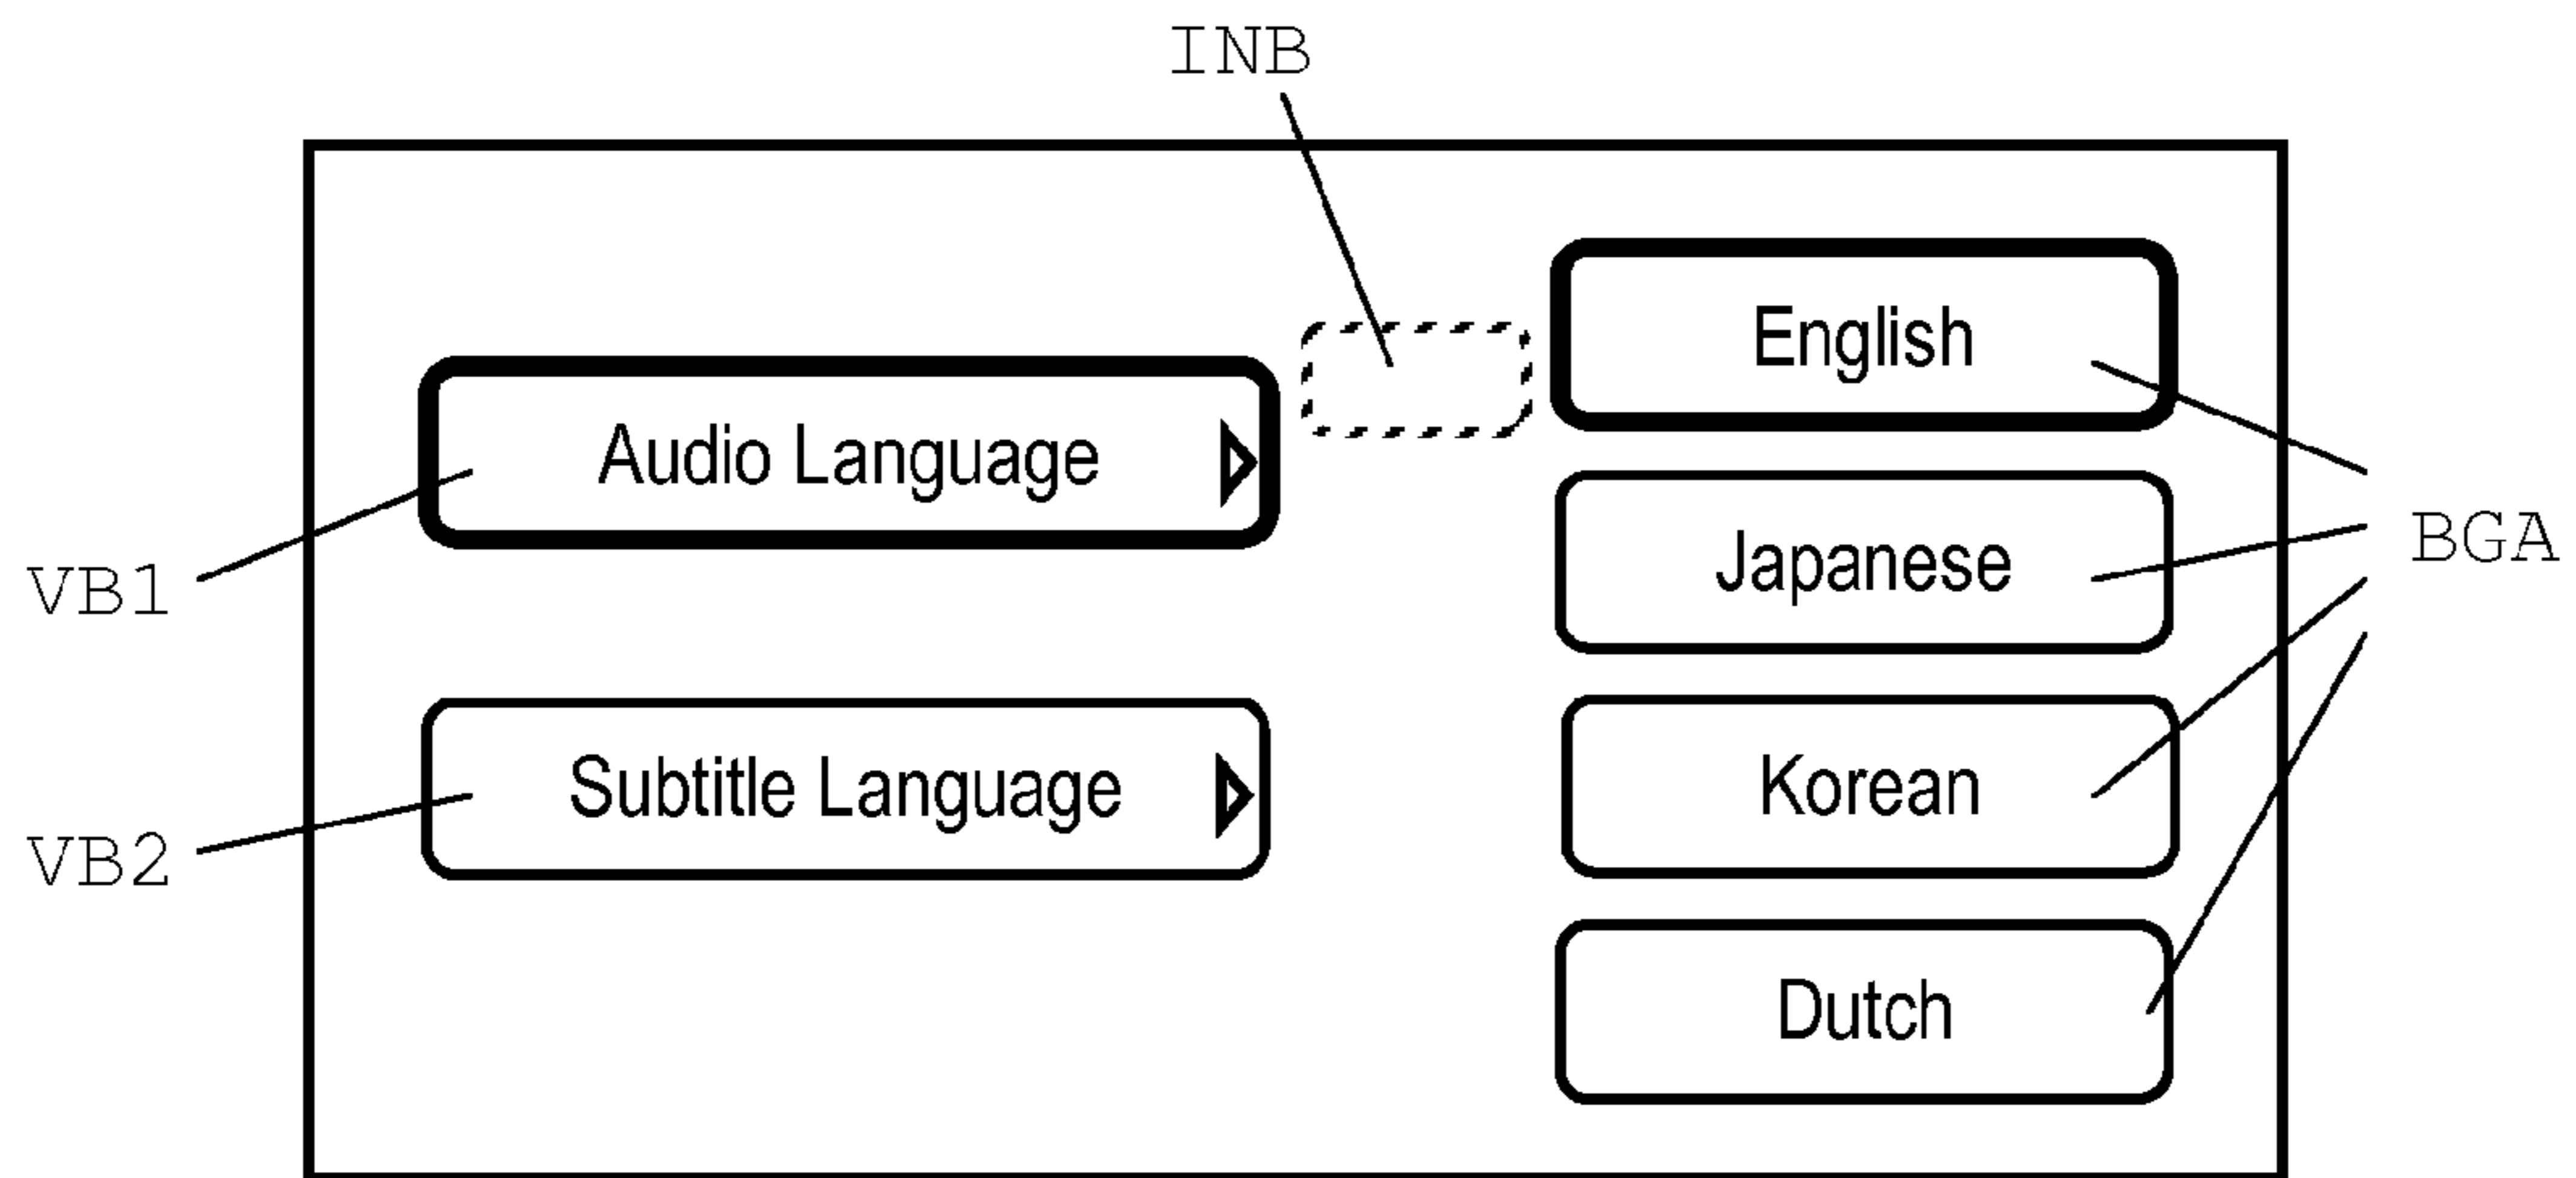 INB
English
Audio Language
BGA
Japanese
VB1
Korean
Subtitle Language
VB2
Dutch